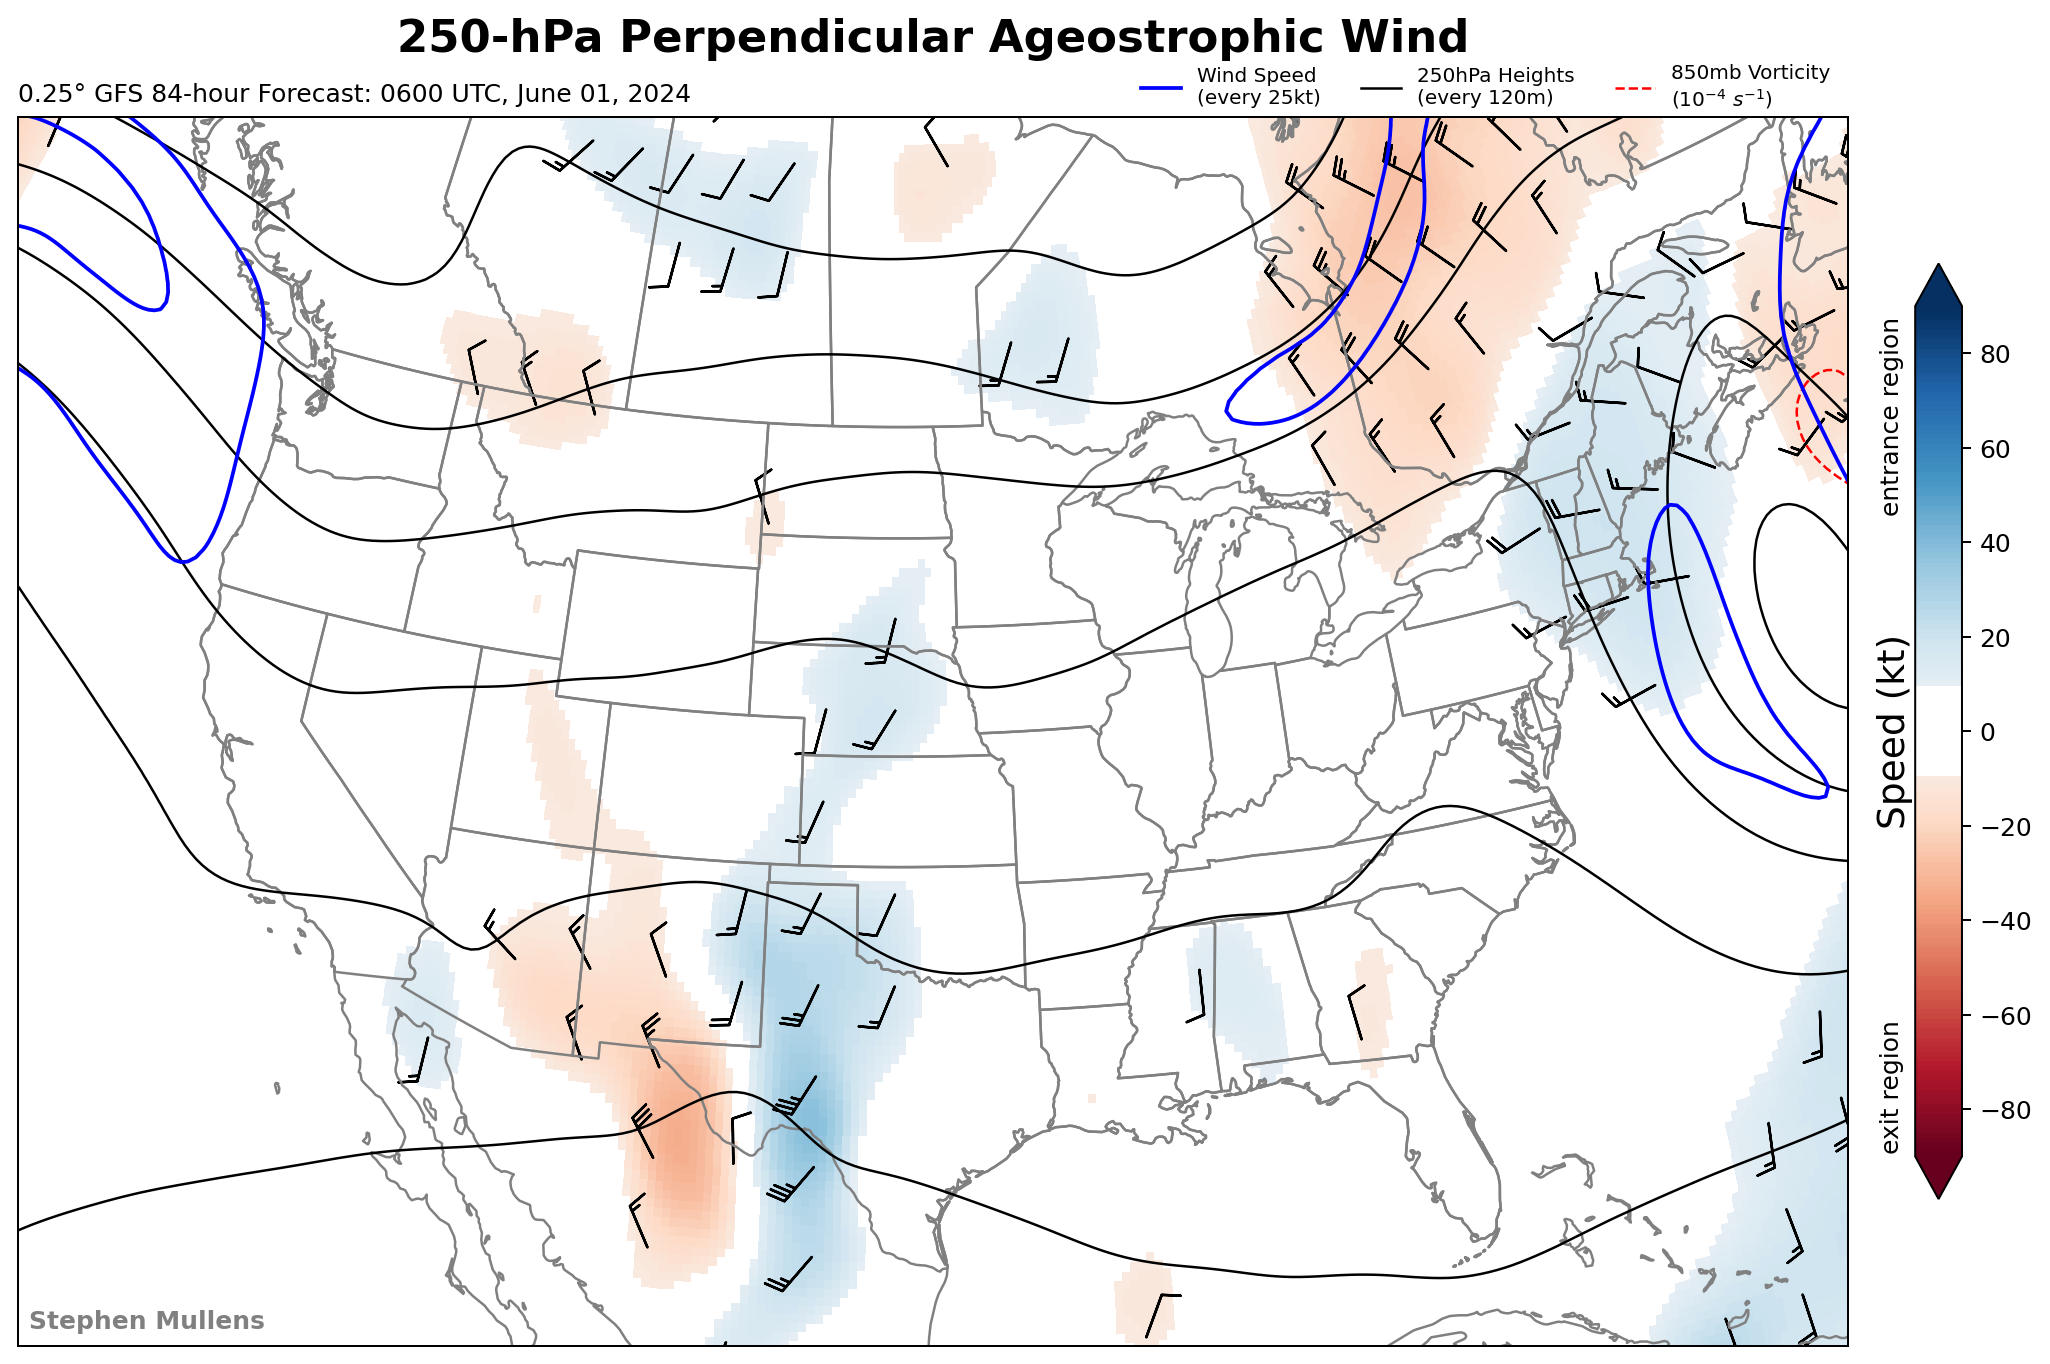 250-hPa Perpendicular Ageostrophic Wind
0.25° GFS 84-hour Forecast: 0600 UTC, June 01, 2024
Wind Speed
(every 25kt)
250hPa Heights
(every 120m)
850mb Vorticity
(10⁻⁴ s⁻¹)
entrance region
Speed (kt)
exit region
80
60
40
20
0
−20
−40
−60
−80
Stephen Mullens